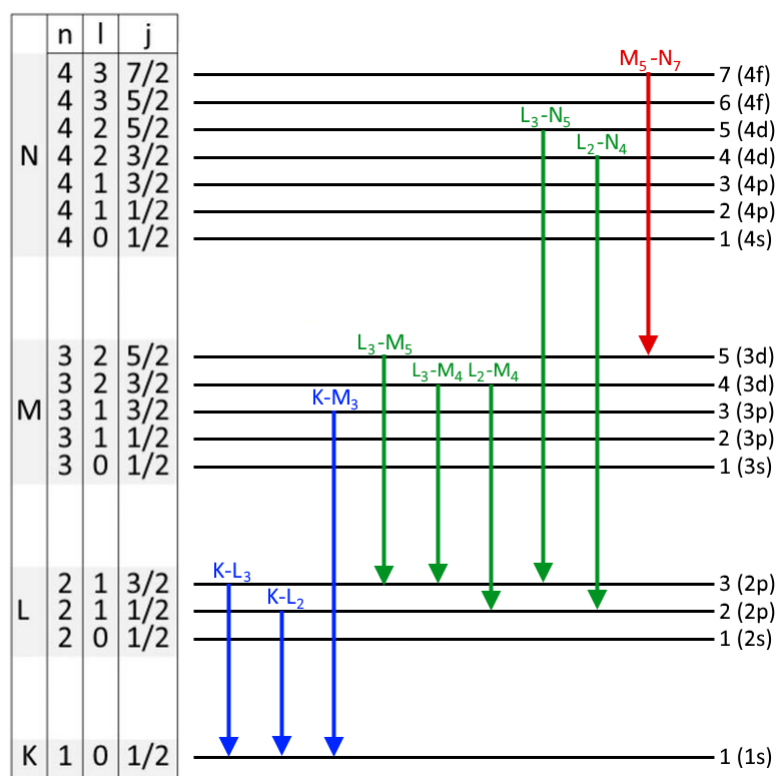 n l j
4 3 7/2 M₅-N₇ 7 (4f)
4 3 5/2 6 (4f)
L₃-N₅
4 2 5/2 5 (4d)
L₂-N₄
N 4 2 3/2 4 (4d)
4 1 3/2 3 (4p)
4 1 1/2 2 (4p)
4 0 1/2 1 (4s)
L₃-M₅
3 2 5/2 5 (3d)
L₃-M₄ L₂-M₄
3 2 3/2 4 (3d)
K-M₃
M 3 1 3/2 3 (3p)
3 1 1/2 2 (3p)
3 0 1/2 1 (3s)
K-L₃
2 1 3/2 3 (2p)
K-L₂
L 2 1 1/2 2 (2p)
2 0 1/2 1 (2s)
K 1 0 1/2 1 (1s)